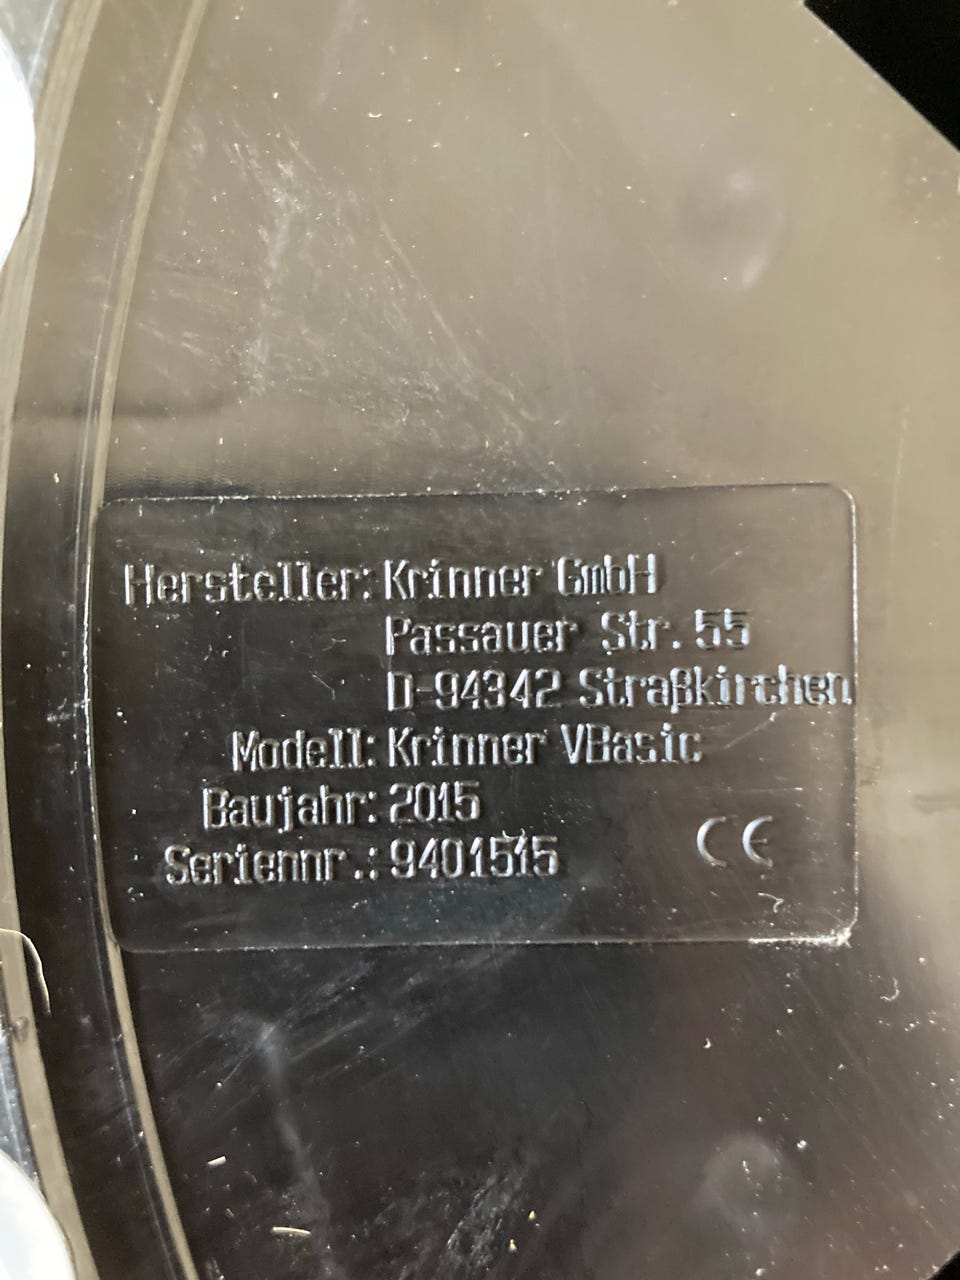 Hersteller: Krinner GmbH
Passauer Str. 55
D-94342 Straßkirchen
Modell: Krinner VBasic
Baujahr: 2015
Seriennr.: 9401515
CE